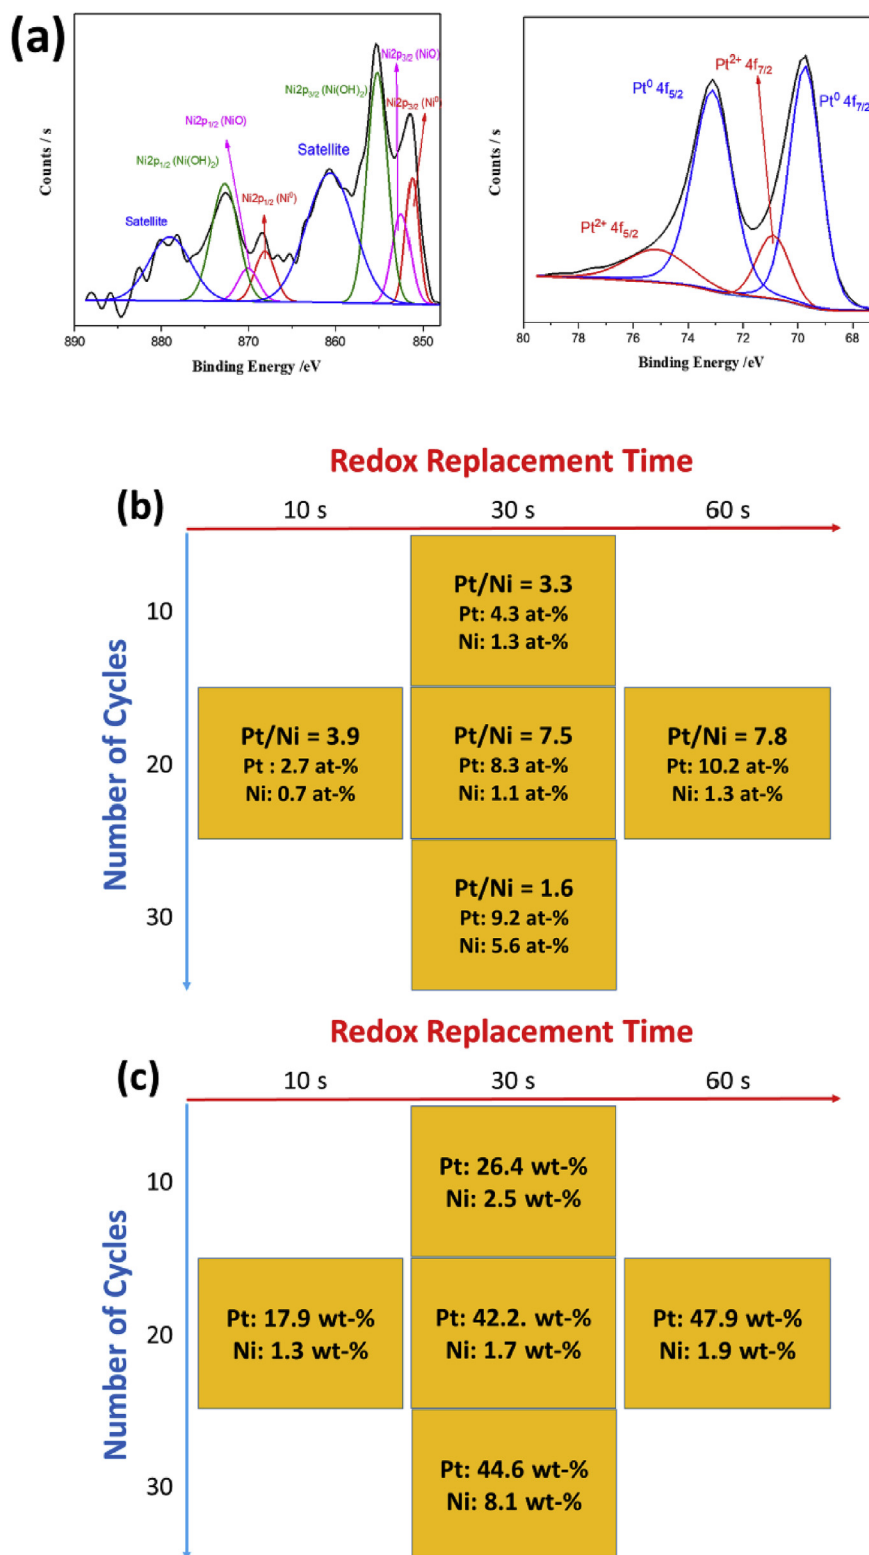 (a)
Counts / s
Ni2p3/2 (NiO)
Ni2p3/2 (Ni(OH)2)
Ni2p3/2 (Ni0)
Ni2p1/2 (NiO)
Ni2p1/2 (Ni(OH)2)
Satellite
Ni2p1/2 (Ni0)
Satellite
890 880 870 860 850
Binding Energy /eV
Counts / s
Pt2+ 4f7/2
Pt0 4f5/2
Pt0 4f7/2
Pt2+ 4f5/2
80 78 76 74 72 70 68
Binding Energy /eV
Redox Replacement Time
(b)
10 s 30 s 60 s
Number of Cycles
10
Pt/Ni = 3.3
Pt: 4.3 at-%
Ni: 1.3 at-%
20
Pt/Ni = 3.9
Pt : 2.7 at-%
Ni: 0.7 at-%
Pt/Ni = 7.5
Pt: 8.3 at-%
Ni: 1.1 at-%
Pt/Ni = 7.8
Pt: 10.2 at-%
Ni: 1.3 at-%
30
Pt/Ni = 1.6
Pt: 9.2 at-%
Ni: 5.6 at-%
Redox Replacement Time
(c)
10 s 30 s 60 s
Number of Cycles
10
Pt: 26.4 wt-%
Ni: 2.5 wt-%
20
Pt: 17.9 wt-%
Ni: 1.3 wt-%
Pt: 42.2. wt-%
Ni: 1.7 wt-%
Pt: 47.9 wt-%
Ni: 1.9 wt-%
30
Pt: 44.6 wt-%
Ni: 8.1 wt-%